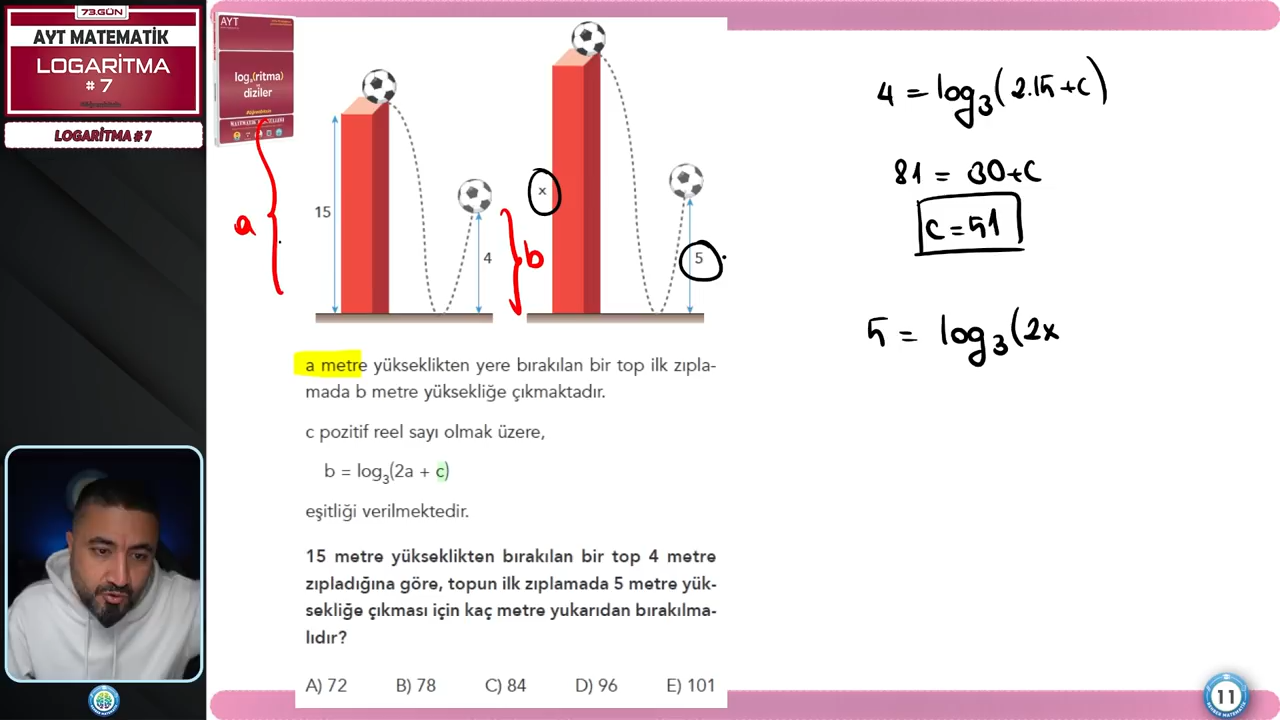 73.GÜN
AYT MATEMATİK
LOGARİTMA
# 7
LOGARİTMA # 7
AYT
log(ritma)
ve
diziler
15
4
x
5
a
b
a metre yükseklikten yere bırakılan bir top ilk zıpla-
mada b metre yüksekliğe çıkmaktadır.
c pozitif reel sayı olmak üzere,
b = log₃(2a + c)
eşitliği verilmektedir.
15 metre yükseklikten bırakılan bir top 4 metre
zıpladığına göre, topun ilk zıplamada 5 metre yük-
sekliğe çıkması için kaç metre yukarıdan bırakılma-
lıdır?
A) 72 B) 78 C) 84 D) 96 E) 101
4 = log₃(2.15+c)
81 = 30+c
c = 51
5 = log₃(2x
11
REHBER MATEMATİK